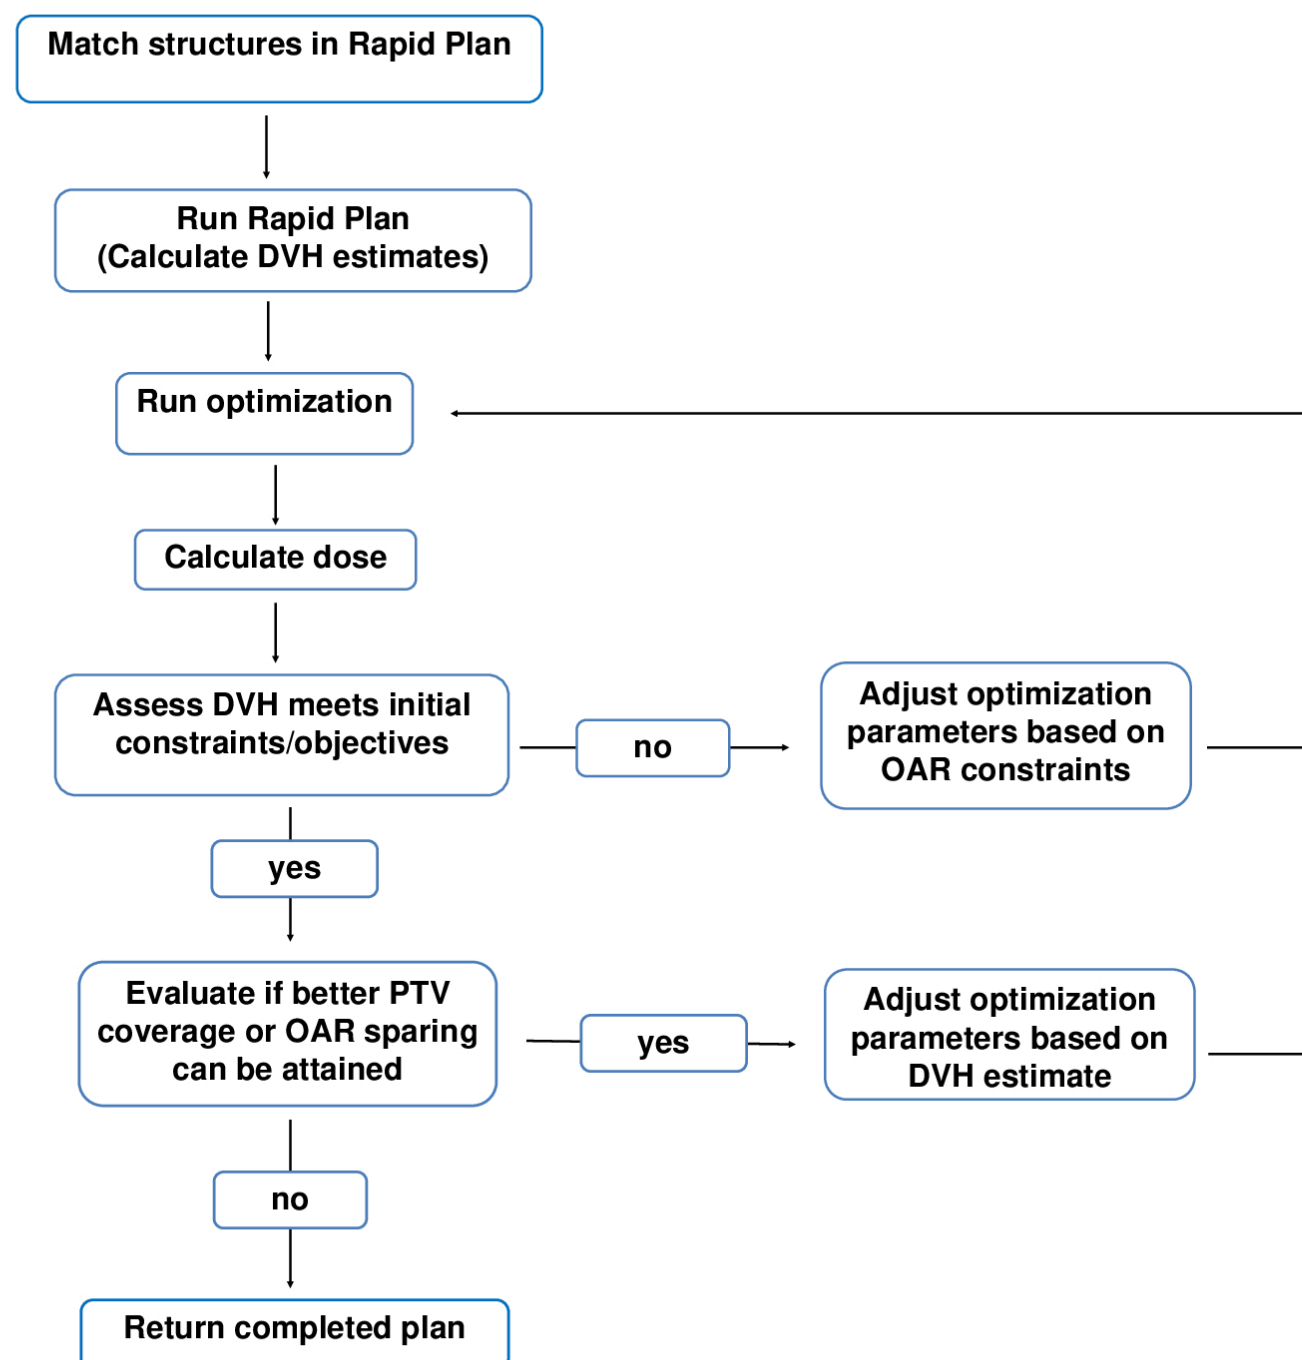 Match structures in Rapid Plan
Run Rapid Plan
(Calculate DVH estimates)
Run optimization
Calculate dose
Assess DVH meets initial
constraints/objectives
no
Adjust optimization
parameters based on
OAR constraints
yes
Evaluate if better PTV
coverage or OAR sparing
can be attained
yes
Adjust optimization
parameters based on
DVH estimate
no
Return completed plan